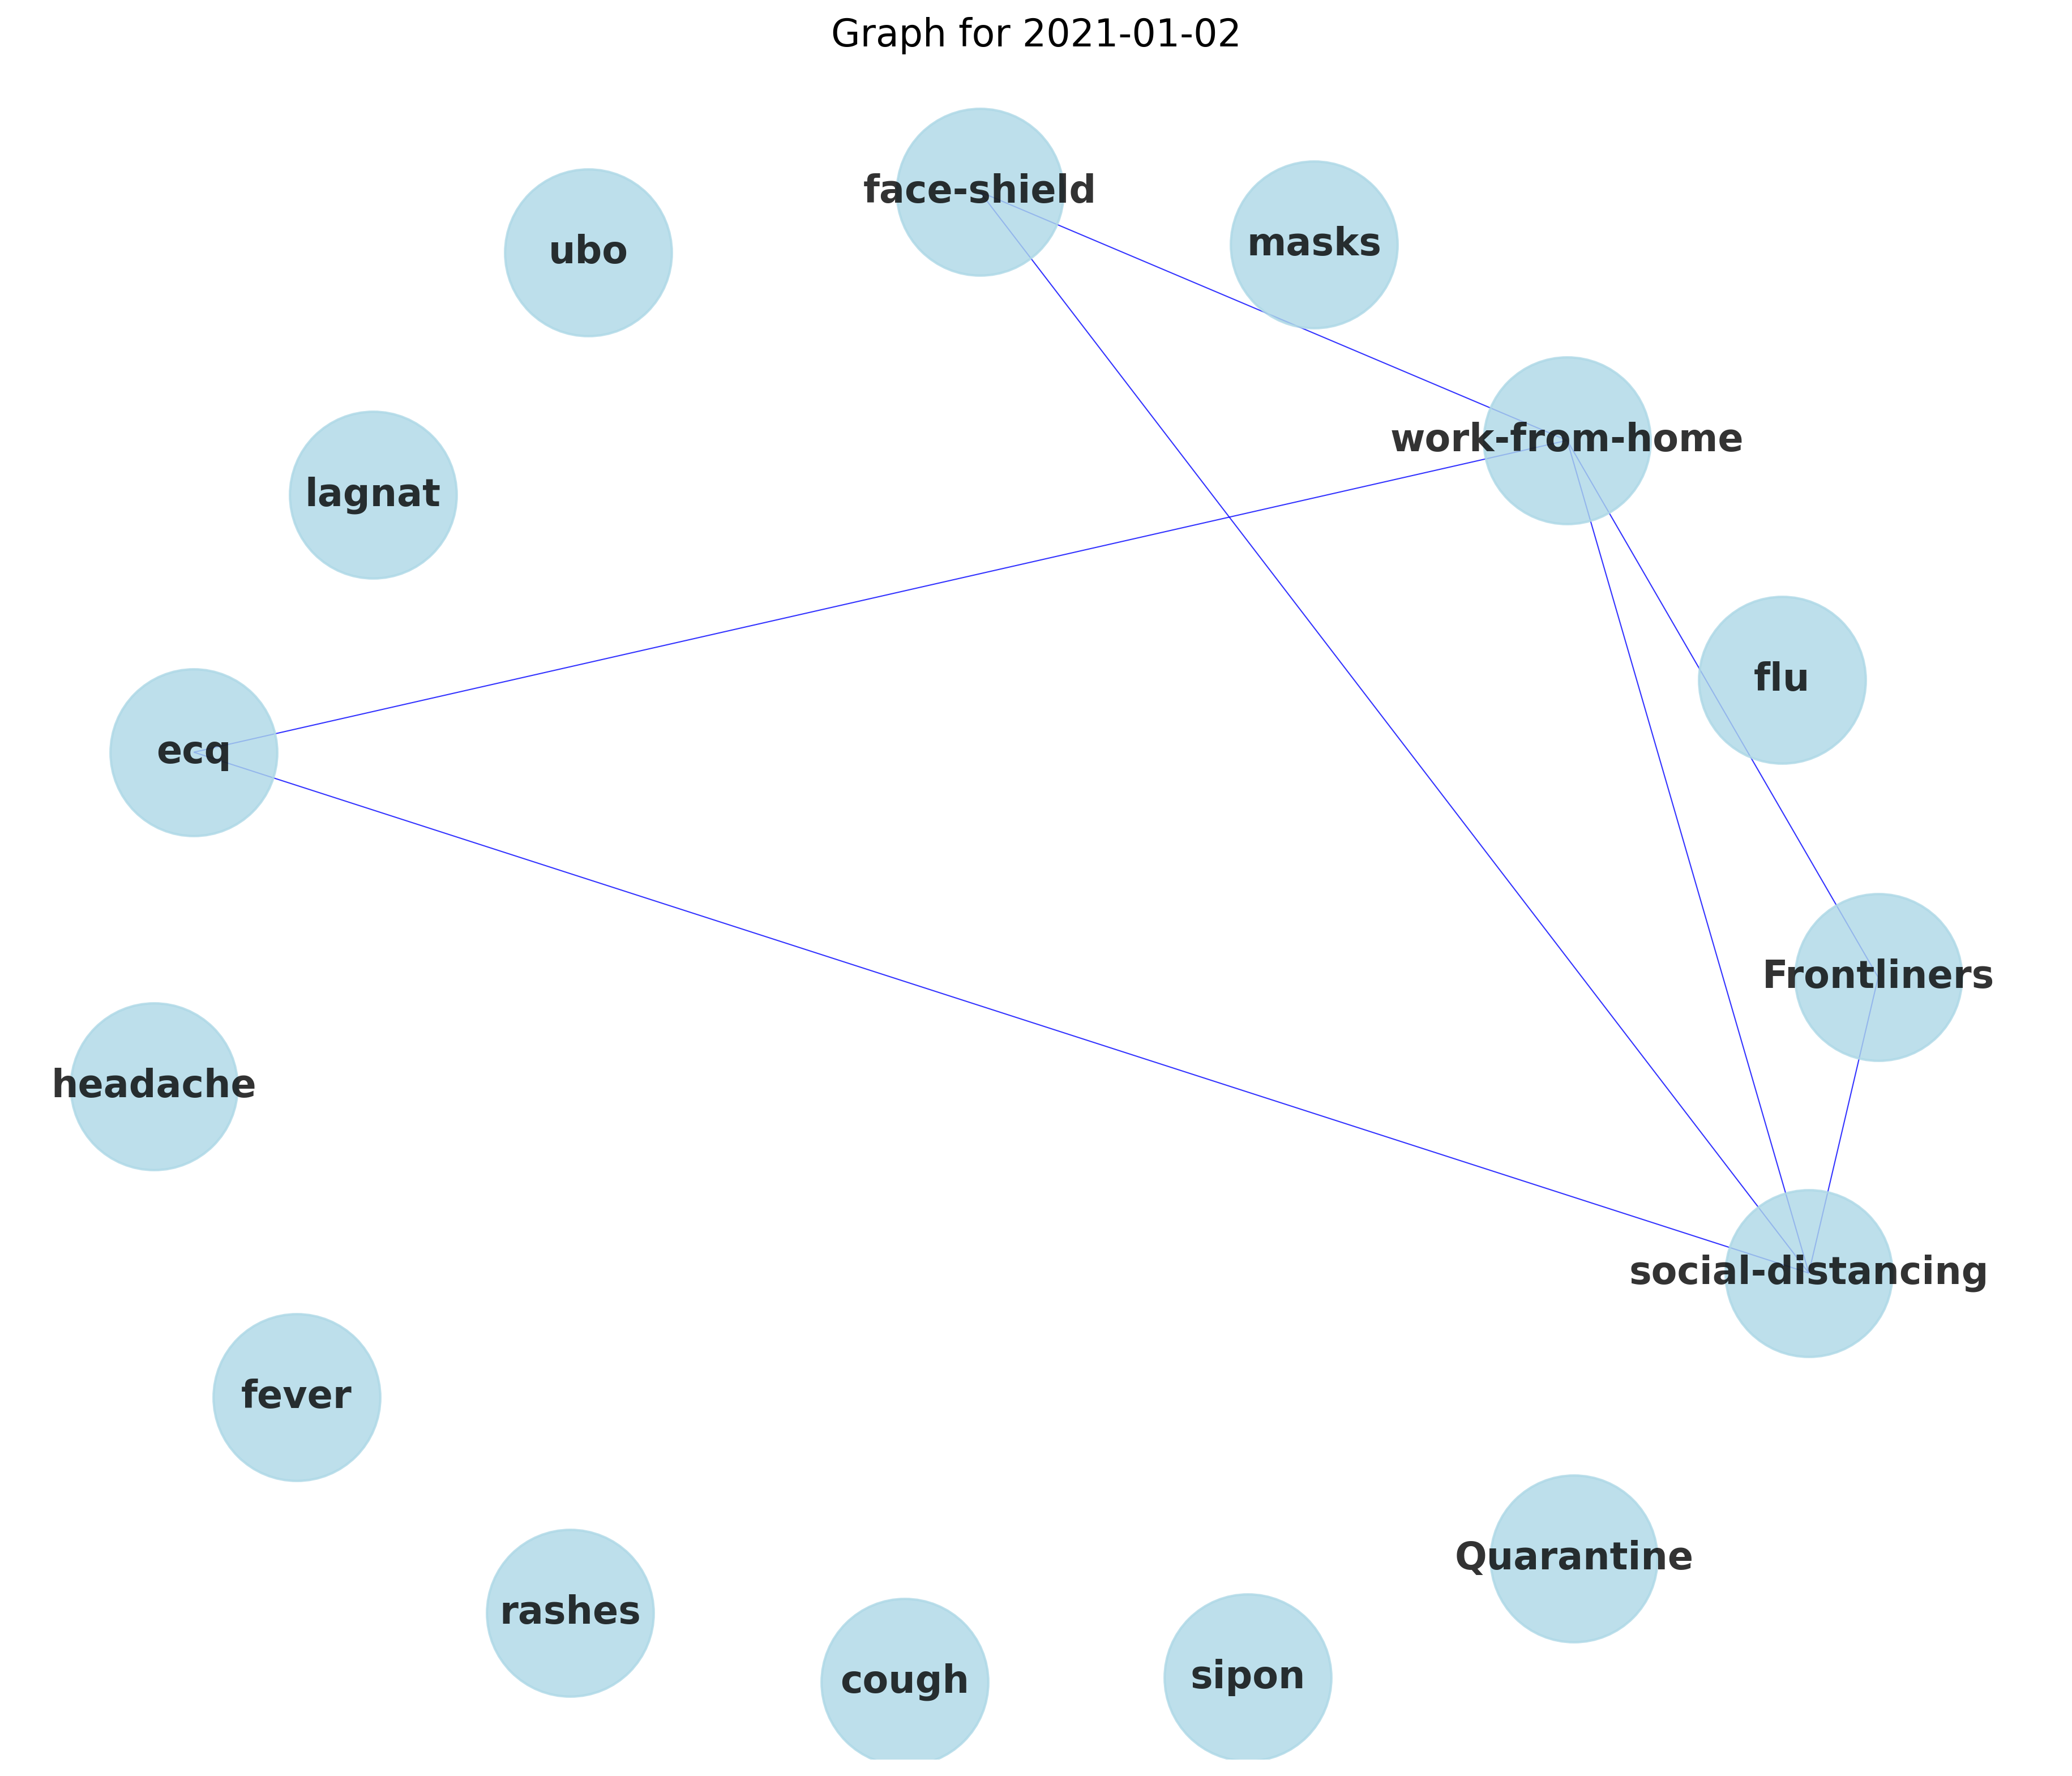 Graph for 2021-01-02
face-shield
masks
ubo
work-from-home
lagnat
flu
ecq
Frontliners
headache
social-distancing
fever
Quarantine
rashes
sipon
cough